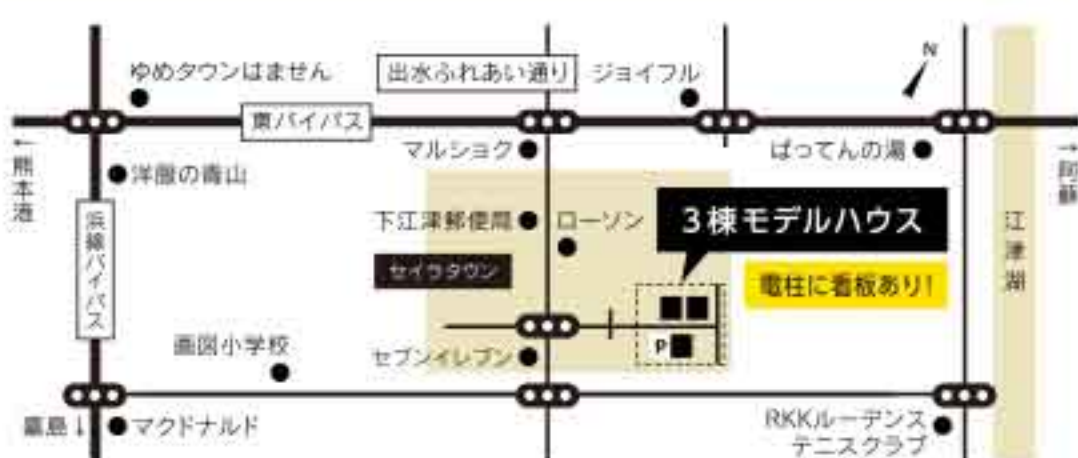 N
ゆめタウンはません
出水ふれあい通り
ジョイフル
東バイパス
マルショク
ばってんの湯
←熊本港
→阿蘇
洋服の青山
浜線バイパス
下江津郵便局
ローソン
3棟モデルハウス
江津湖
セイラタウン
電柱に看板あり!
画図小学校
セブンイレブン
P
嘉島↓
マクドナルド
RKKルーデンス
テニスクラブ